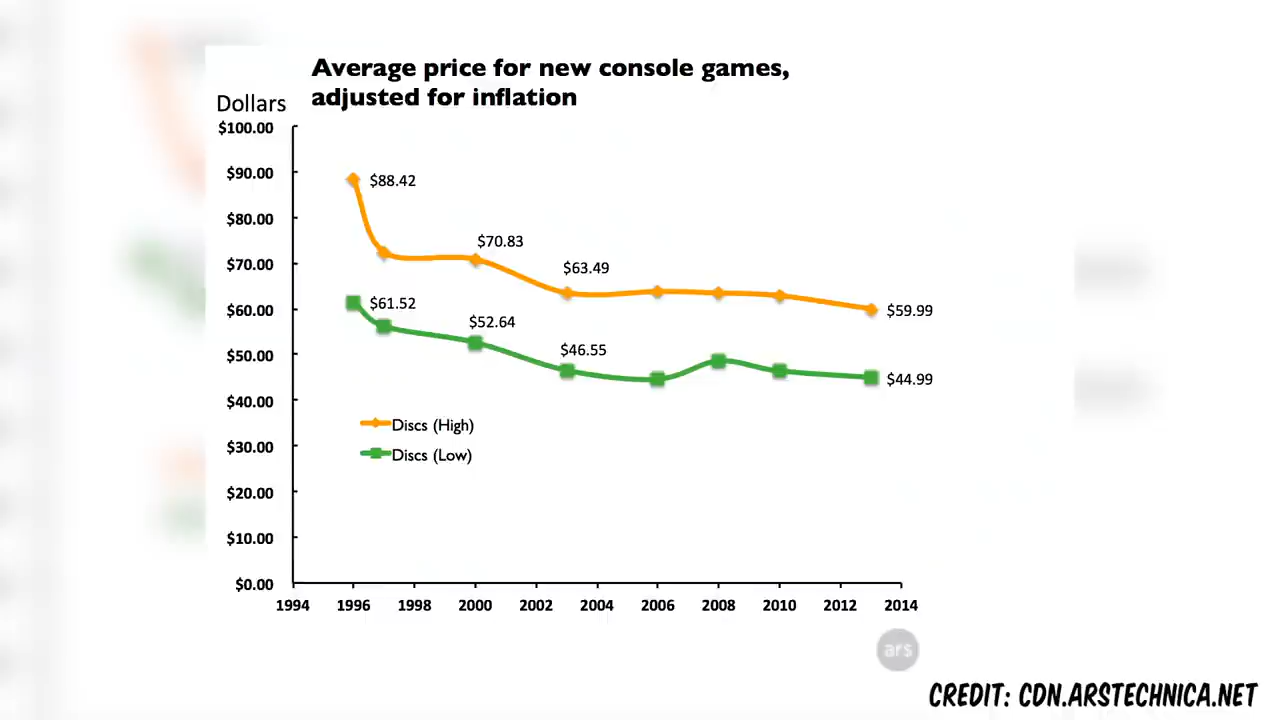 Average price for new console games,
adjusted for inflation
Dollars
$100.00
$90.00
$80.00
$70.00
$60.00
$50.00
$40.00
$30.00
$20.00
$10.00
$0.00
$88.42
$70.83
$63.49
$59.99
$61.52
$52.64
$46.55
$44.99
Discs (High)
Discs (Low)
1994 1996 1998 2000 2002 2004 2006 2008 2010 2012 2014
ars
CREDIT: CDN.ARSTECHNICA.NET